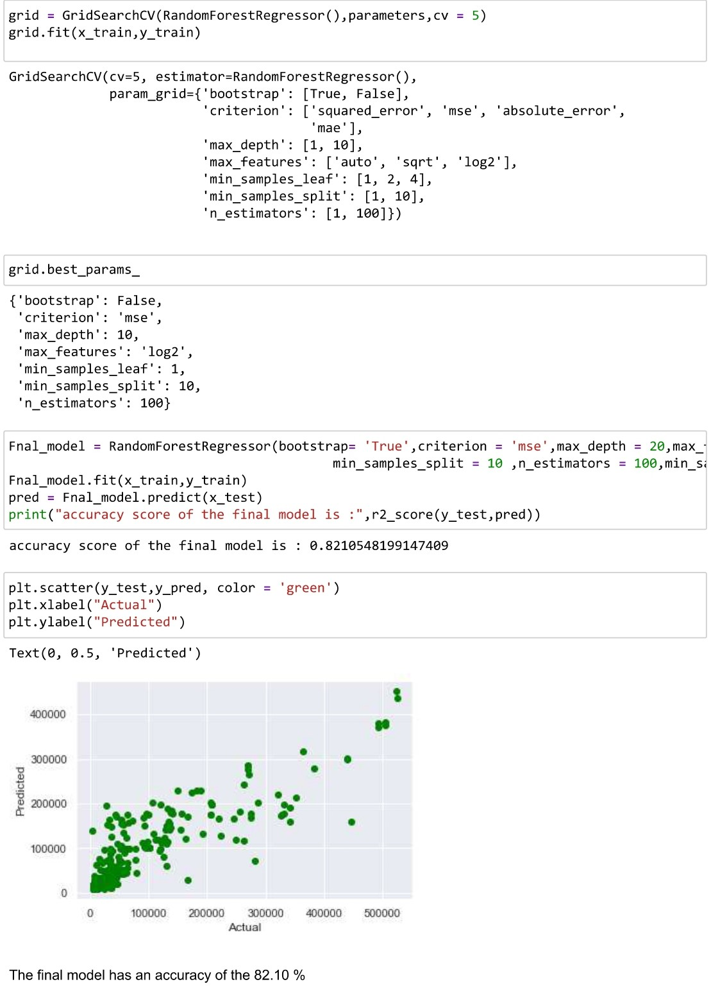 grid = GridSearchCV(RandomForestRegressor(),parameters,cv = 5)
grid.fit(x_train,y_train)
GridSearchCV(cv=5, estimator=RandomForestRegressor(),
             param_grid={'bootstrap': [True, False],
                         'criterion': ['squared_error', 'mse', 'absolute_error',
                                       'mae'],
                         'max_depth': [1, 10],
                         'max_features': ['auto', 'sqrt', 'log2'],
                         'min_samples_leaf': [1, 2, 4],
                         'min_samples_split': [1, 10],
                         'n_estimators': [1, 100]})
grid.best_params_
{'bootstrap': False,
 'criterion': 'mse',
 'max_depth': 10,
 'max_features': 'log2',
 'min_samples_leaf': 1,
 'min_samples_split': 10,
 'n_estimators': 100}
Fnal_model = RandomForestRegressor(bootstrap= 'True',criterion = 'mse',max_depth = 20,max_
                                          min_samples_split = 10 ,n_estimators = 100,min_sa
Fnal_model.fit(x_train,y_train)
pred = Fnal_model.predict(x_test)
print("accuracy score of the final model is :",r2_score(y_test,pred))
accuracy score of the final model is : 0.8210548199147409
plt.scatter(y_test,y_pred, color = 'green')
plt.xlabel("Actual")
plt.ylabel("Predicted")
Text(0, 0.5, 'Predicted')
400000
300000
200000
100000
0
Predicted
0 100000 200000 300000 400000 500000
Actual
The final model has an accuracy of the 82.10 %